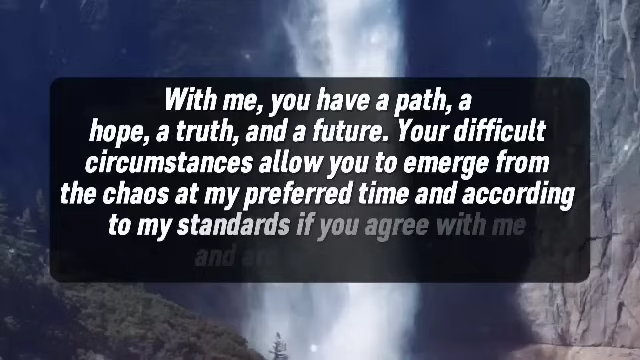 With me, you have a path, a
hope, a truth, and a future. Your difficult
circumstances allow you to emerge from
the chaos at my preferred time and according
to my standards if you agree with me
and